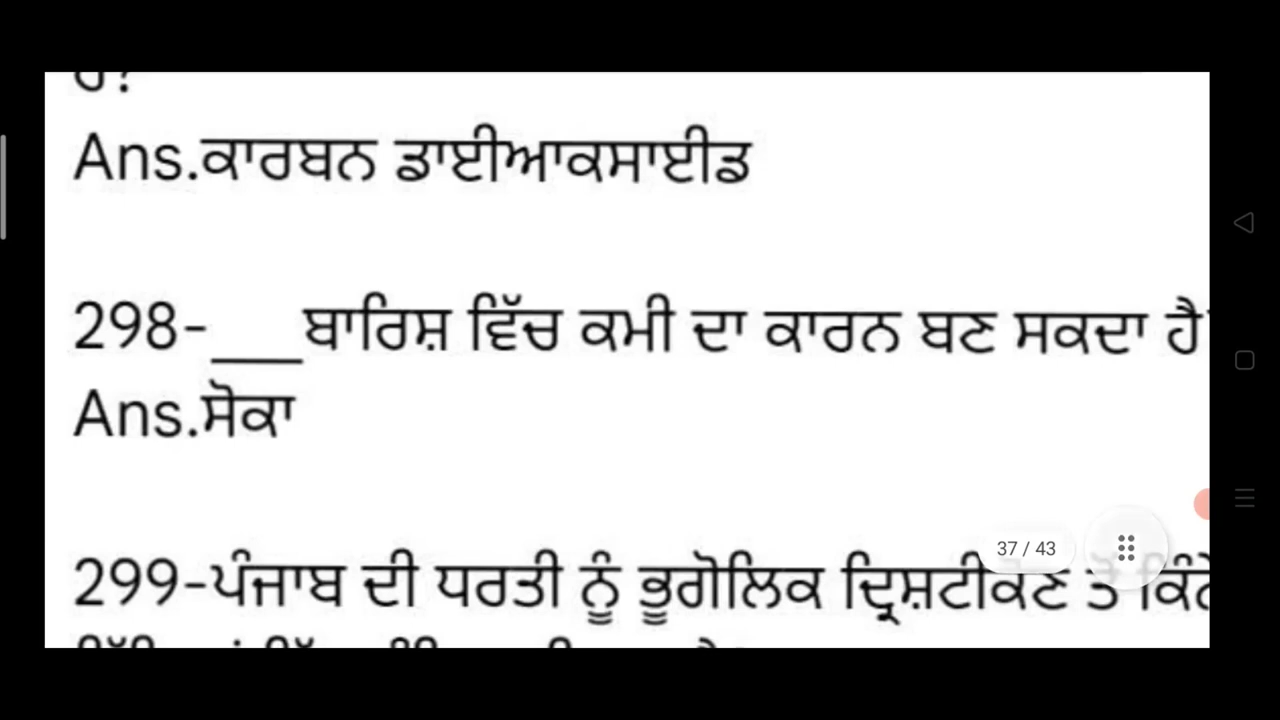 ਹੈ?
Ans.ਕਾਰਬਨ ਡਾਈਆਕਸਾਈਡ
298-___ਬਾਰਿਸ਼ ਵਿੱਚ ਕਮੀ ਦਾ ਕਾਰਨ ਬਣ ਸਕਦਾ ਹੈ
Ans.ਸੋਕਾ
37 / 43
299-ਪੰਜਾਬ ਦੀ ਧਰਤੀ ਨੂੰ ਭੂਗੋਲਿਕ ਦ੍ਰਿਸ਼ਟੀਕੋਣ ਤੋਂ